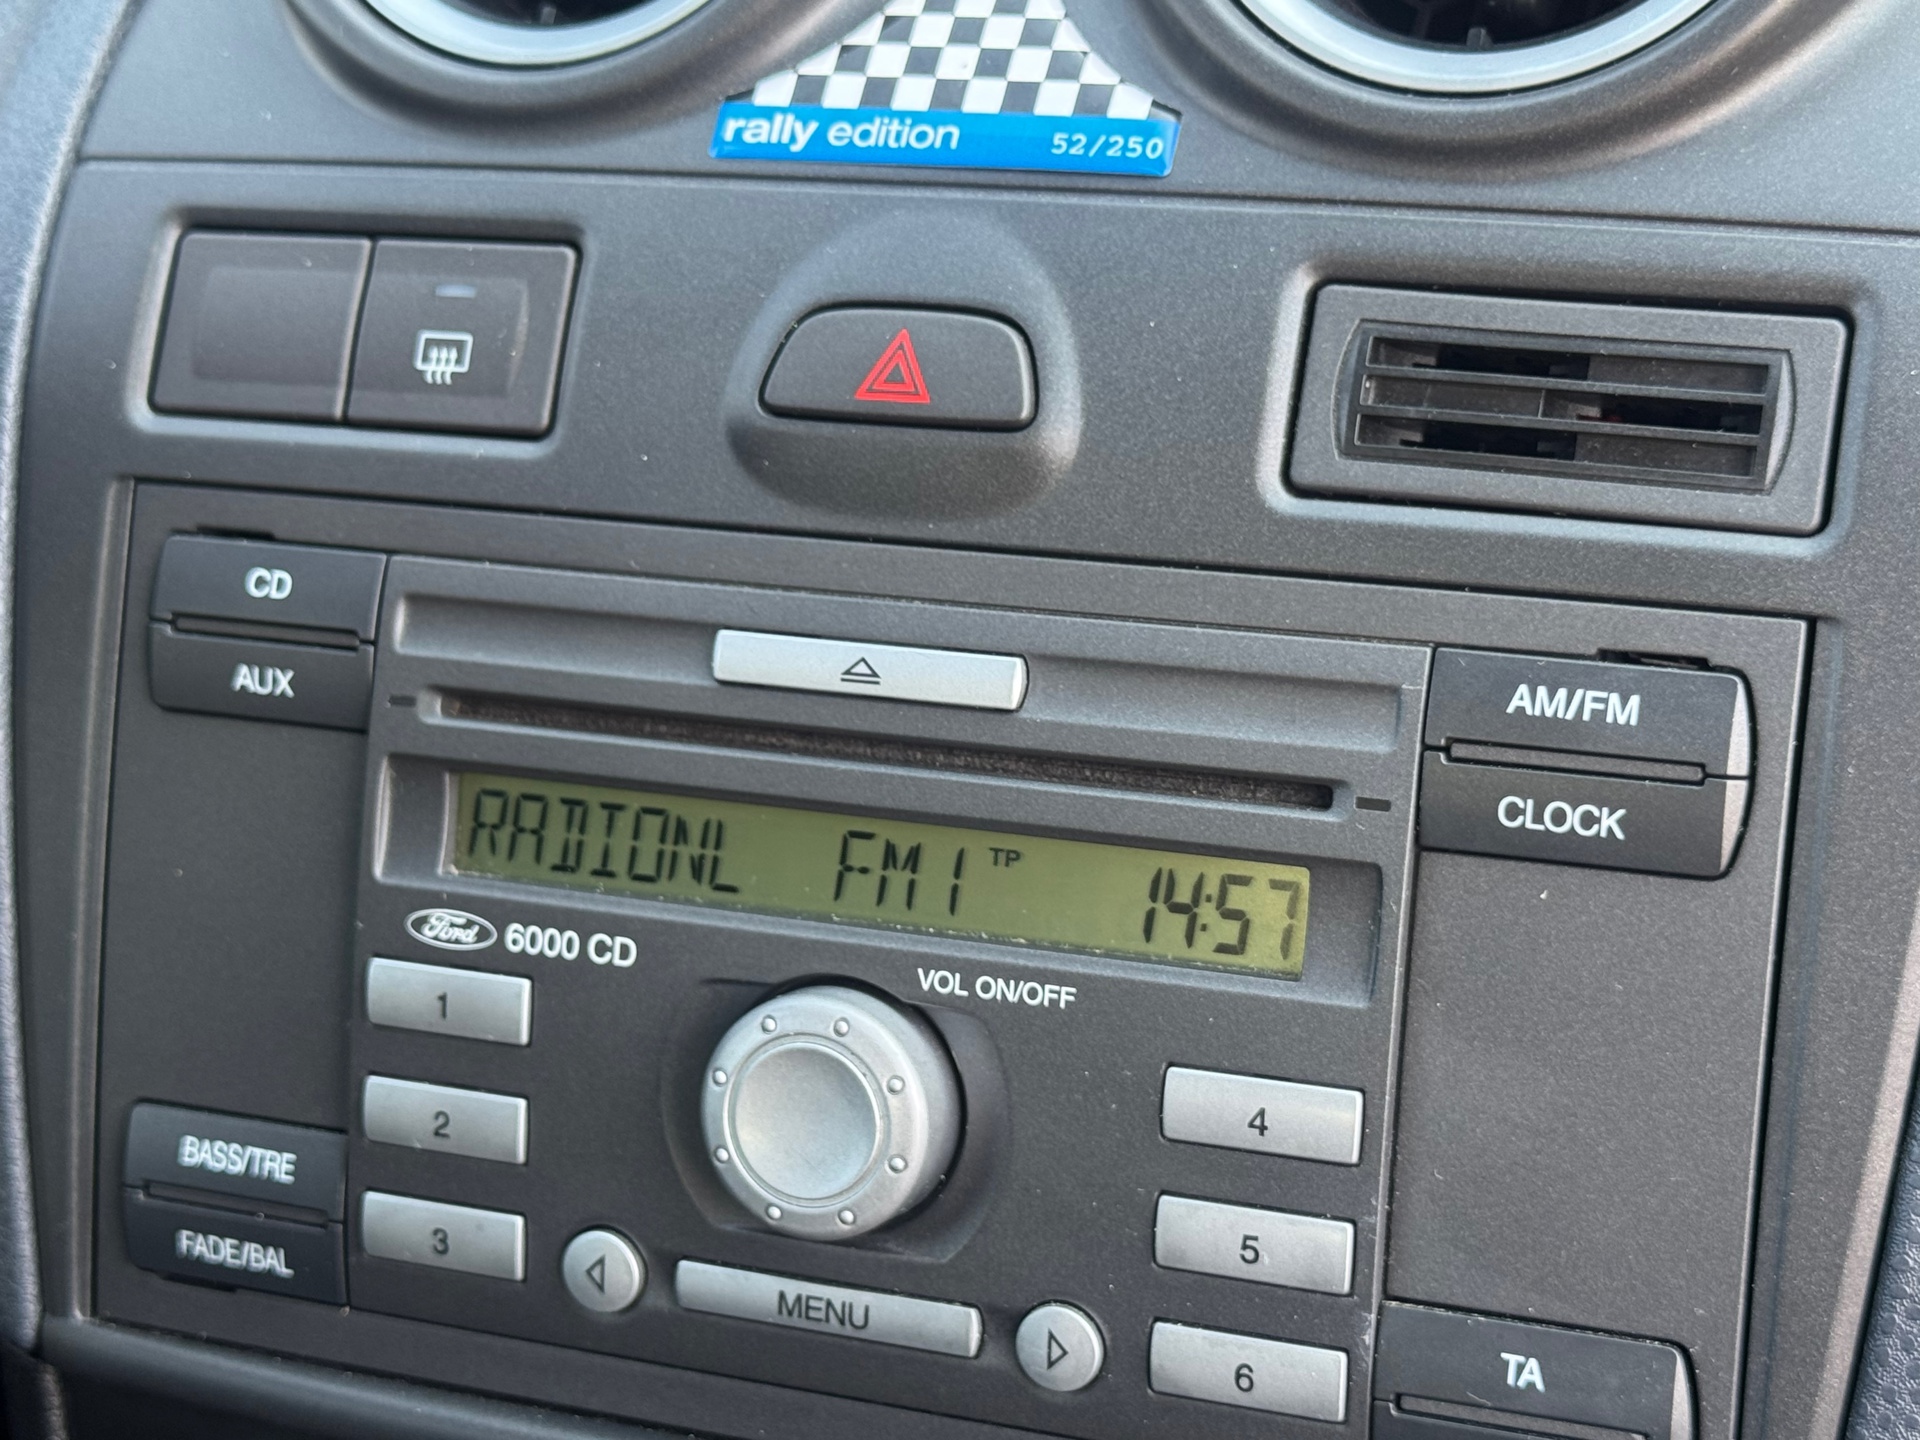 rally edition 52/250
CD
AUX
AM/FM
CLOCK
RADIONL FM1 TP 14:57
Ford 6000 CD
VOL ON/OFF
1
2
3
4
5
6
BASS/TRE
FADE/BAL
MENU
TA